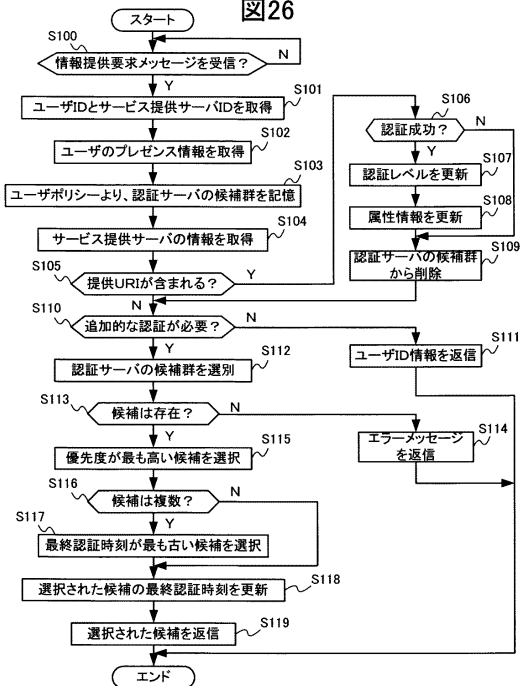 図26
スタート
S100
情報提供要求メッセージを受信？
N
Y
S101
ユーザIDとサービス提供サーバIDを取得
S102
ユーザのプレゼンス情報を取得
S103
ユーザポリシーより、認証サーバの候補群を記憶
S104
サービス提供サーバの情報を取得
S105
提供URIが含まれる？
Y
N
S106
認証成功？
N
Y
S107
認証レベルを更新
S108
属性情報を更新
S109
認証サーバの候補群
から削除
S110
追加的な認証が必要？
N
Y
S111
ユーザID情報を返信
S112
認証サーバの候補群を選別
S113
候補は存在？
N
Y
S114
エラーメッセージ
を返信
S115
優先度が最も高い候補を選択
S116
候補は複数？
N
Y
S117
最終認証時刻が最も古い候補を選択
S118
選択された候補の最終認証時刻を更新
S119
選択された候補を返信
エンド